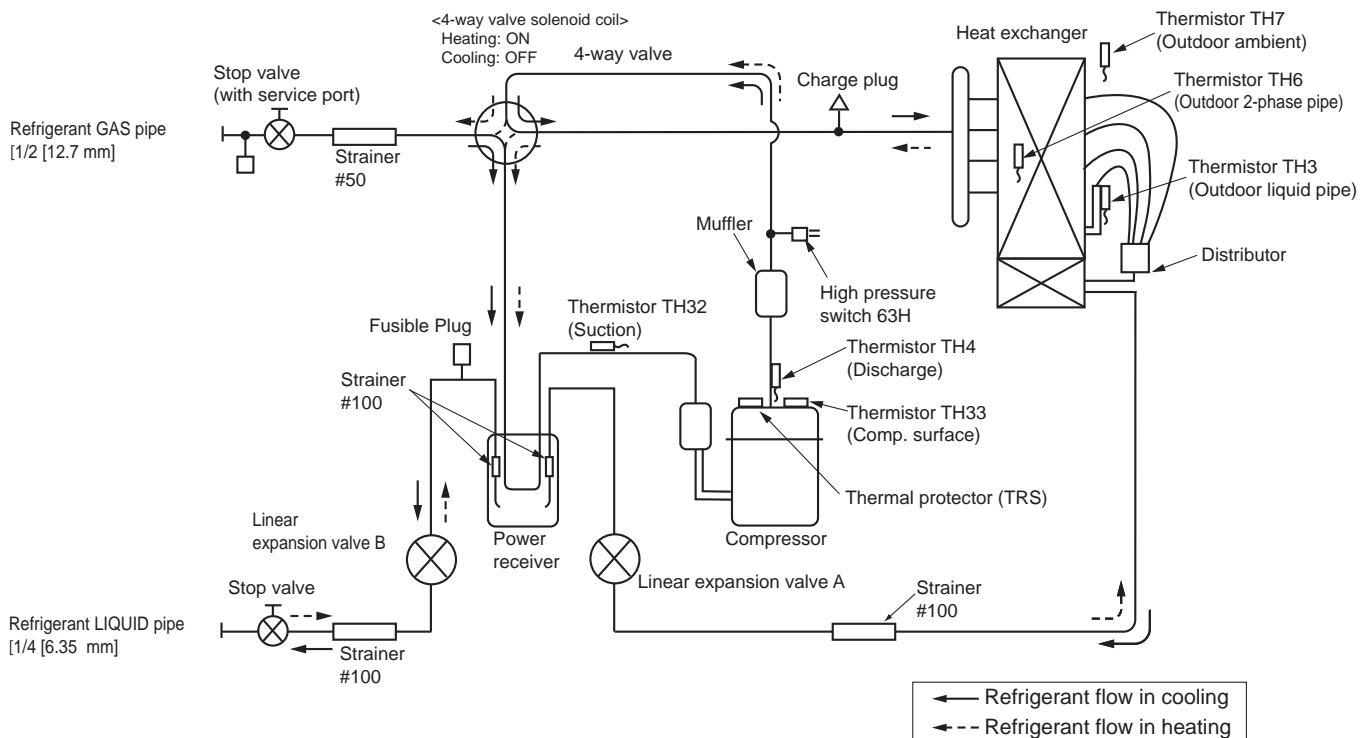 <4-way valve solenoid coil>
Heating: ON
Cooling: OFF
4-way valve
Stop valve
(with service port)
Refrigerant GAS pipe
[1/2 [12.7 mm]
Strainer
#50
Charge plug
Heat exchanger
Thermistor TH7
(Outdoor ambient)
Thermistor TH6
(Outdoor 2-phase pipe)
Thermistor TH3
(Outdoor liquid pipe)
Distributor
Muffler
High pressure
switch 63H
Thermistor TH32
(Suction)
Fusible Plug
Strainer
#100
Thermistor TH4
(Discharge)
Thermistor TH33
(Comp. surface)
Thermal protector (TRS)
Compressor
Power
receiver
Linear
expansion valve B
Linear expansion valve A
Stop valve
Refrigerant LIQUID pipe
[1/4 [6.35 mm]
Strainer
#100
Strainer
#100
Refrigerant flow in cooling
Refrigerant flow in heating